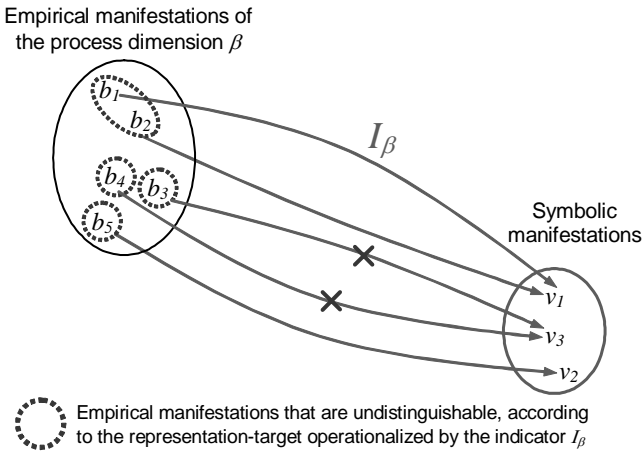 Empirical manifestations of
the process dimension β
b1
b2
b4
b3
b5
Iβ
Symbolic
manifestations
v1
v3
v2
Empirical manifestations that are undistinguishable, according
to the representation-target operationalized by the indicator Iβ